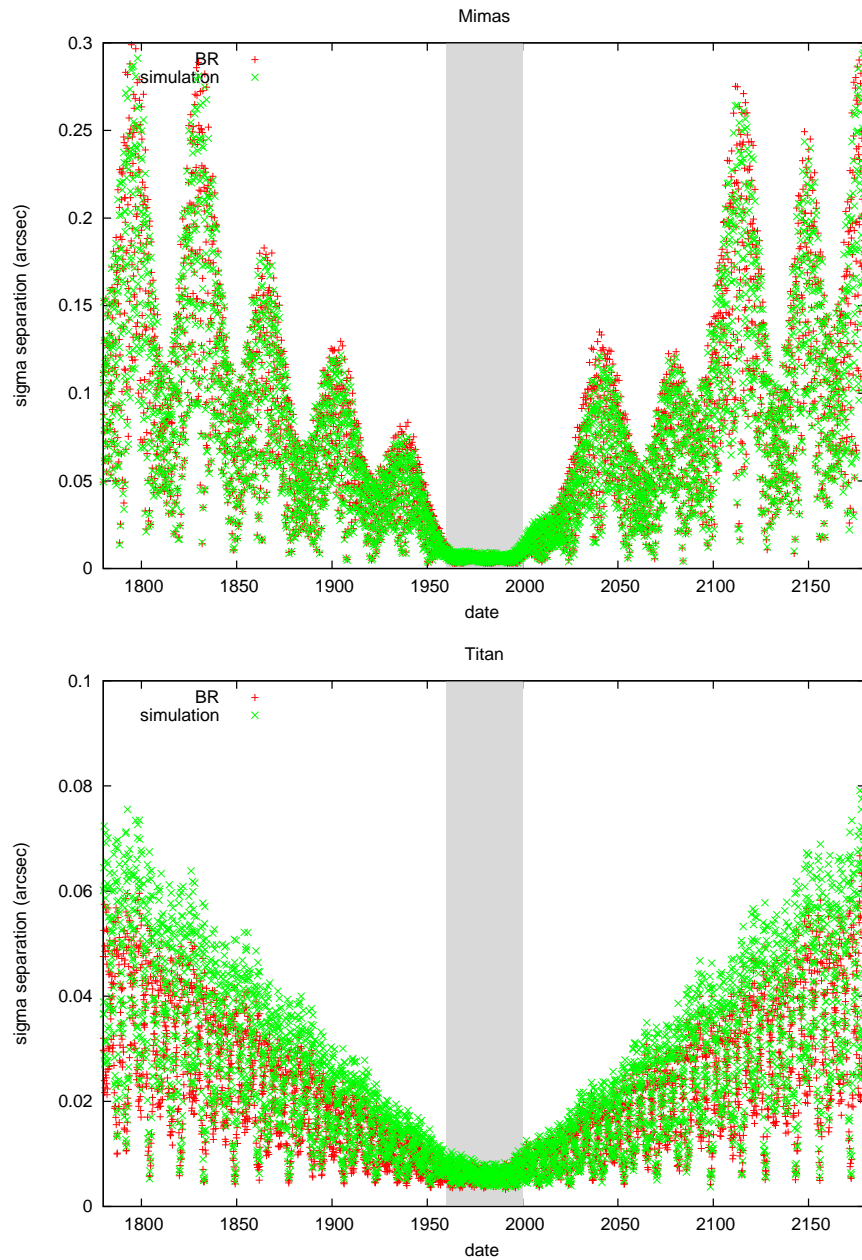 Mimas
0.3
BR
simulation
0.25
0.2
sigma separation (arcsec)
0.15
0.1
0.05
0
1800 1850 1900 1950 2000 2050 2100 2150
date
Titan
0.1
BR
simulation
0.08
0.06
sigma separation (arcsec)
0.04
0.02
0
1800 1850 1900 1950 2000 2050 2100 2150
date